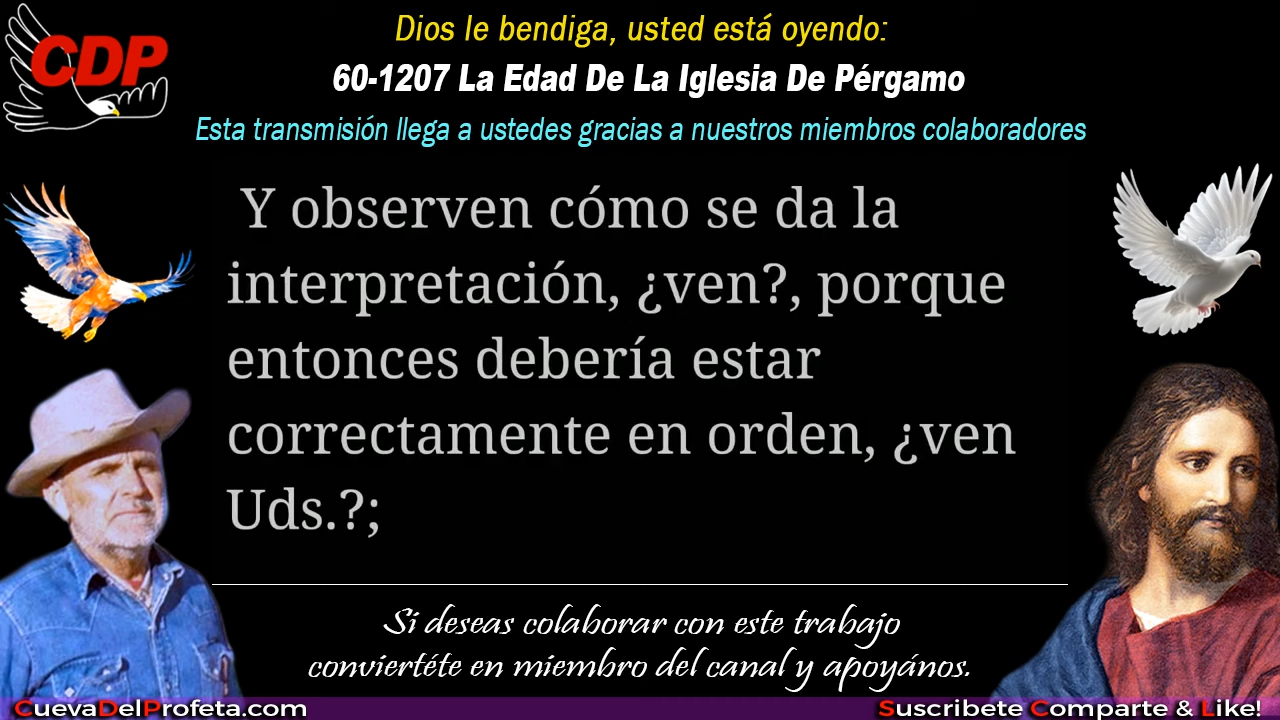 CDP
Dios le bendiga, usted está oyendo:
60-1207 La Edad De La Iglesia De Pérgamo
Esta transmisión llega a ustedes gracias a nuestros miembros colaboradores
Y observen cómo se da la
interpretación, ¿ven?, porque
entonces debería estar
correctamente en orden, ¿ven
Uds.?;
Si deseas colaborar con este trabajo
conviertéte en miembro del canal y apoyános.
CuevaDelProfeta.com
Suscribete Comparte & Like!